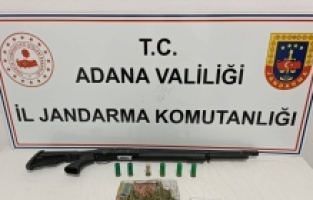 T.C.
ADANA VALİLİĞİ
İL JANDARMA KOMUTANLIĞI